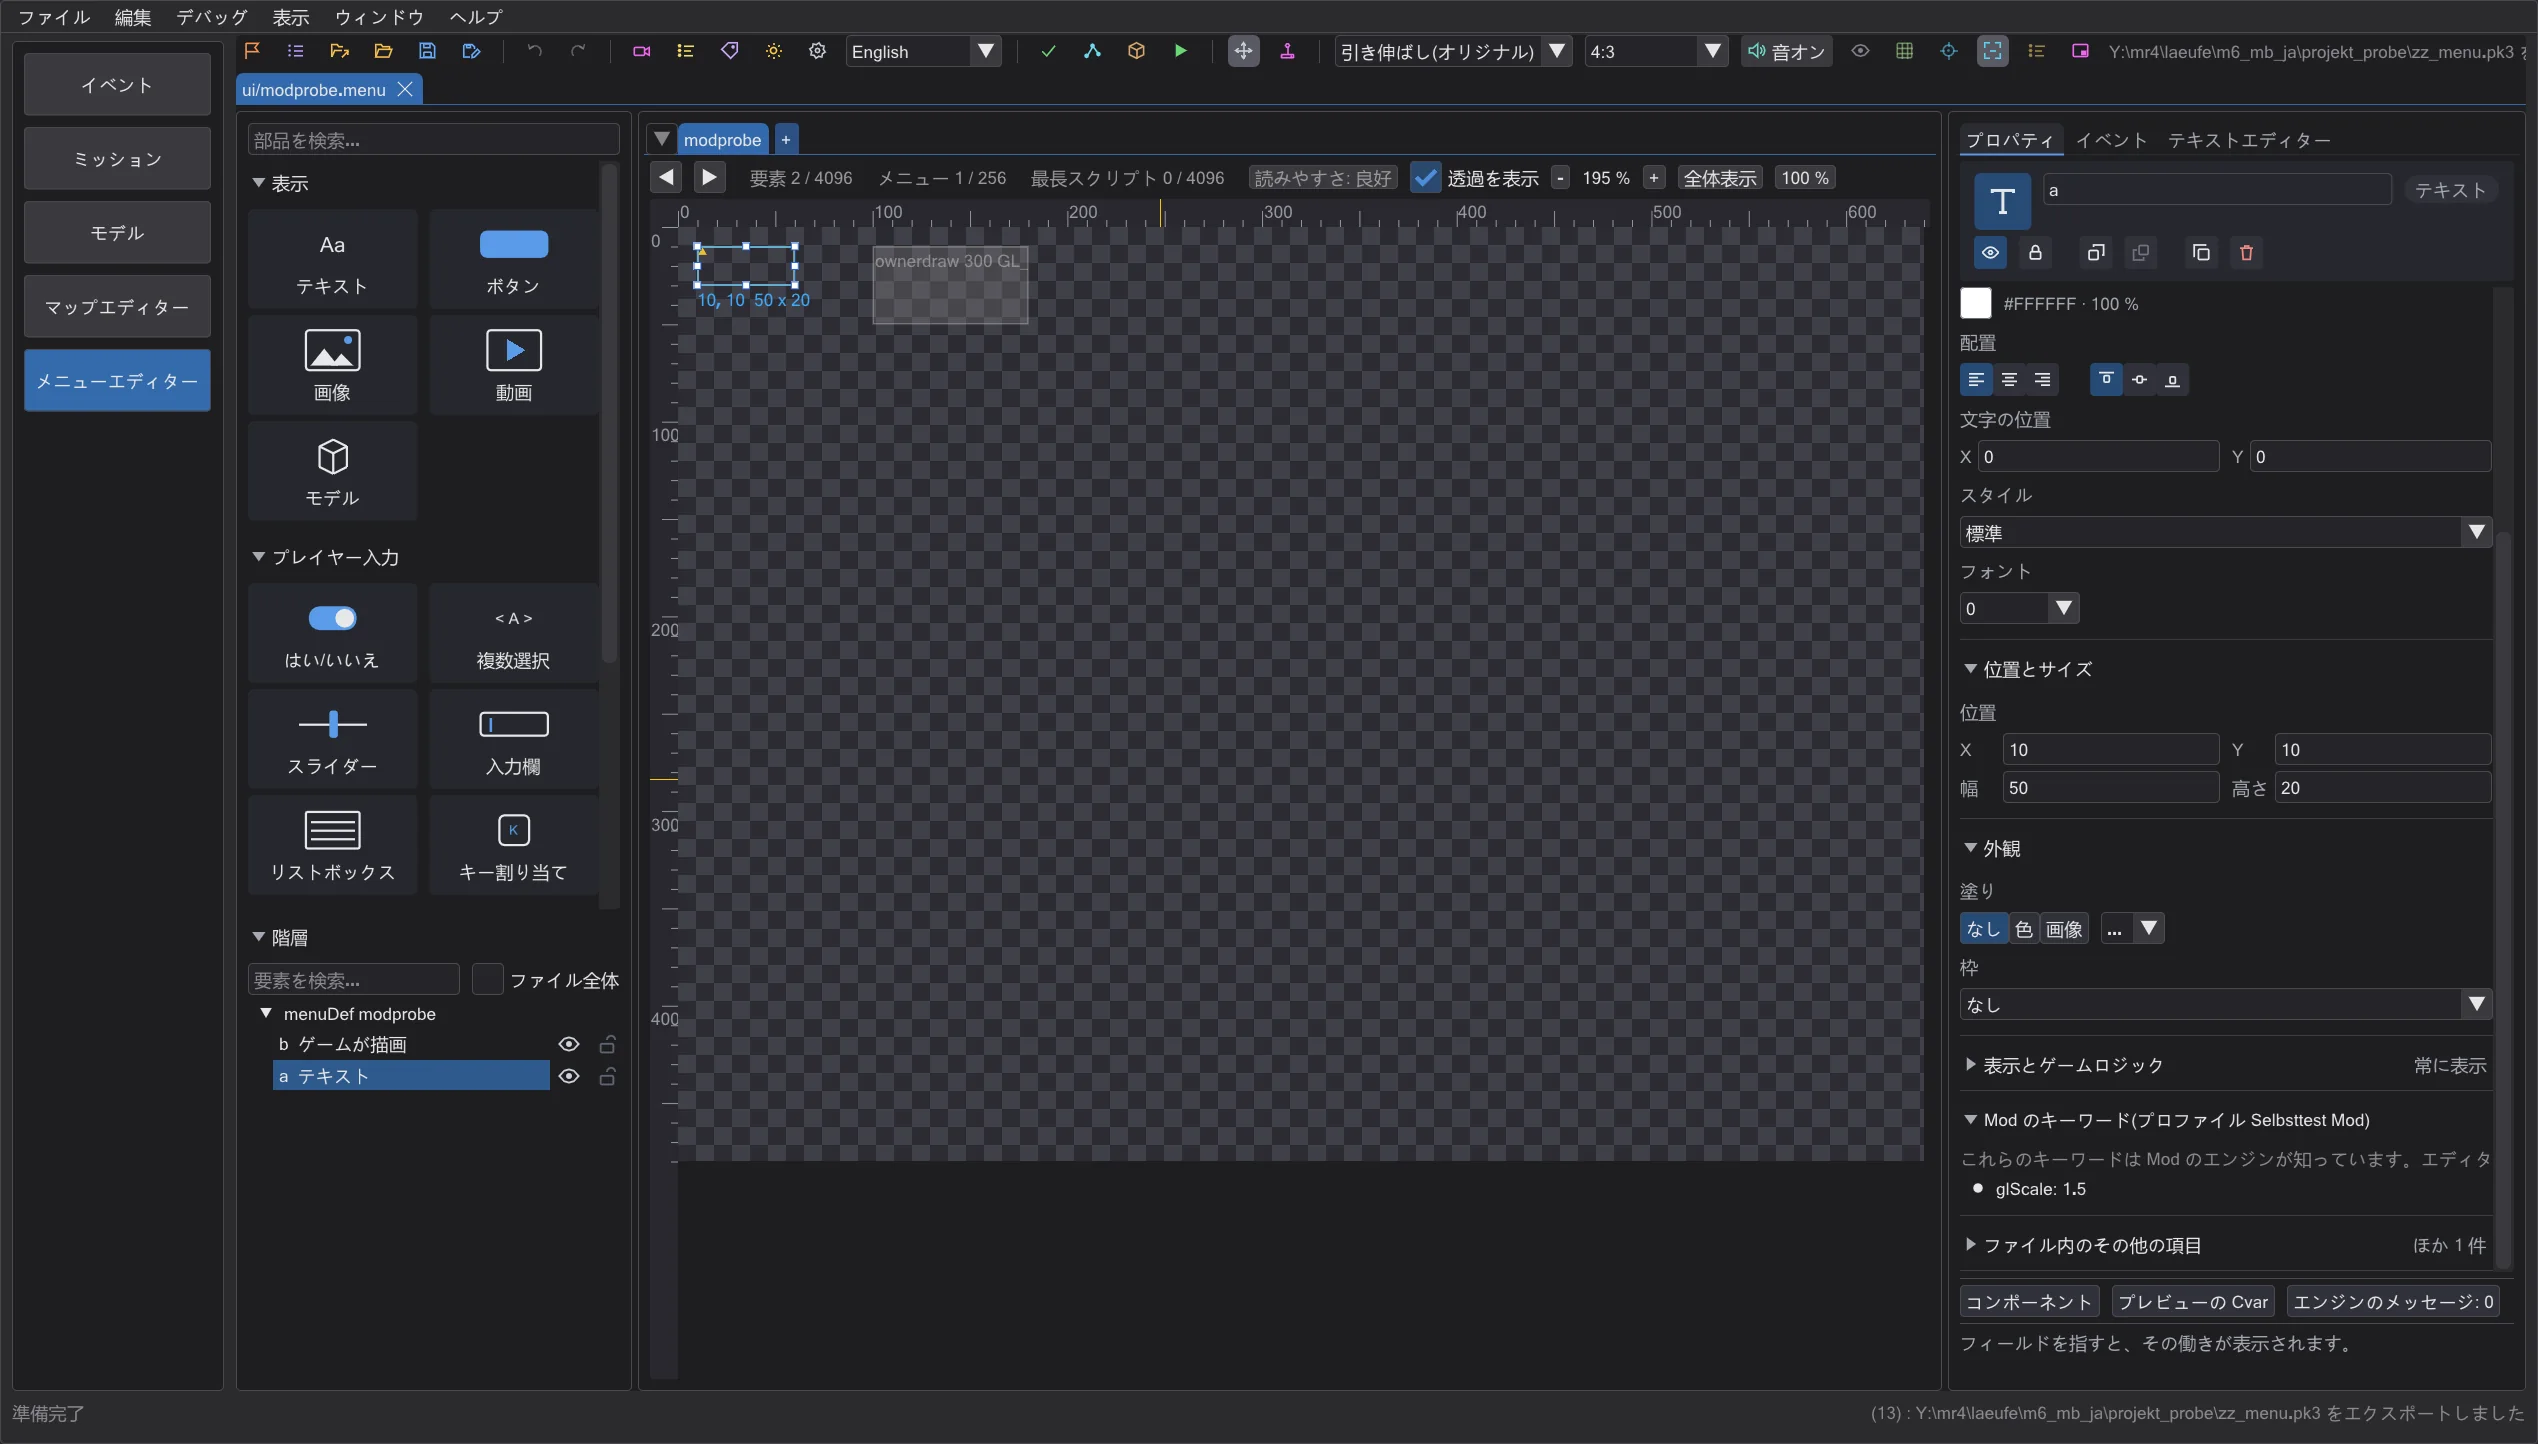 ファイル 編集 デバッグ 表示 ウィンドウ ヘルプ
English
引き伸ばし(オリジナル)
4:3
音オン
Y:\mr4\laeufe\m6_mb_ja\projekt_probe\zz_menu.pk3
イベント
ミッション
モデル
マップエディター
メニューエディター
ui/modprobe.menu
部品を検索...
表示
Aa
テキスト
ボタン
画像
動画
モデル
プレイヤー入力
はい/いいえ
< A >
複数選択
スライダー
入力欄
リストボックス
K
キー割り当て
階層
要素を検索...
ファイル全体
menuDef modprobe
b ゲームが描画
a テキスト
modprobe
+
要素 2 / 4096
メニュー 1 / 256
最長スクリプト 0 / 4096
読みやすさ: 良好
透過を表示
-
195 %
+
全体表示
100 %
0 100 200 300 400 500 600
0
100
200
300
400
10, 10 50 x 20
ownerdraw 300 GL_
プロパティ イベント テキストエディター
T
a
テキスト
#FFFFFF · 100 %
配置
文字の位置
X 0
Y 0
スタイル
標準
フォント
0
位置とサイズ
位置
X 10
Y 10
幅 50
高さ 20
外観
塗り
なし 色 画像 ...
枠
なし
表示とゲームロジック 常に表示
Mod のキーワード(プロファイル Selbsttest Mod)
これらのキーワードは Mod のエンジンが知っています。エディタ
glScale: 1.5
ファイル内のその他の項目 ほか 1 件
コンポーネント
プレビューの Cvar
エンジンのメッセージ: 0
フィールドを指すと、その働きが表示されます。
準備完了
(13) : Y:\mr4\laeufe\m6_mb_ja\projekt_probe\zz_menu.pk3 をエクスポートしました